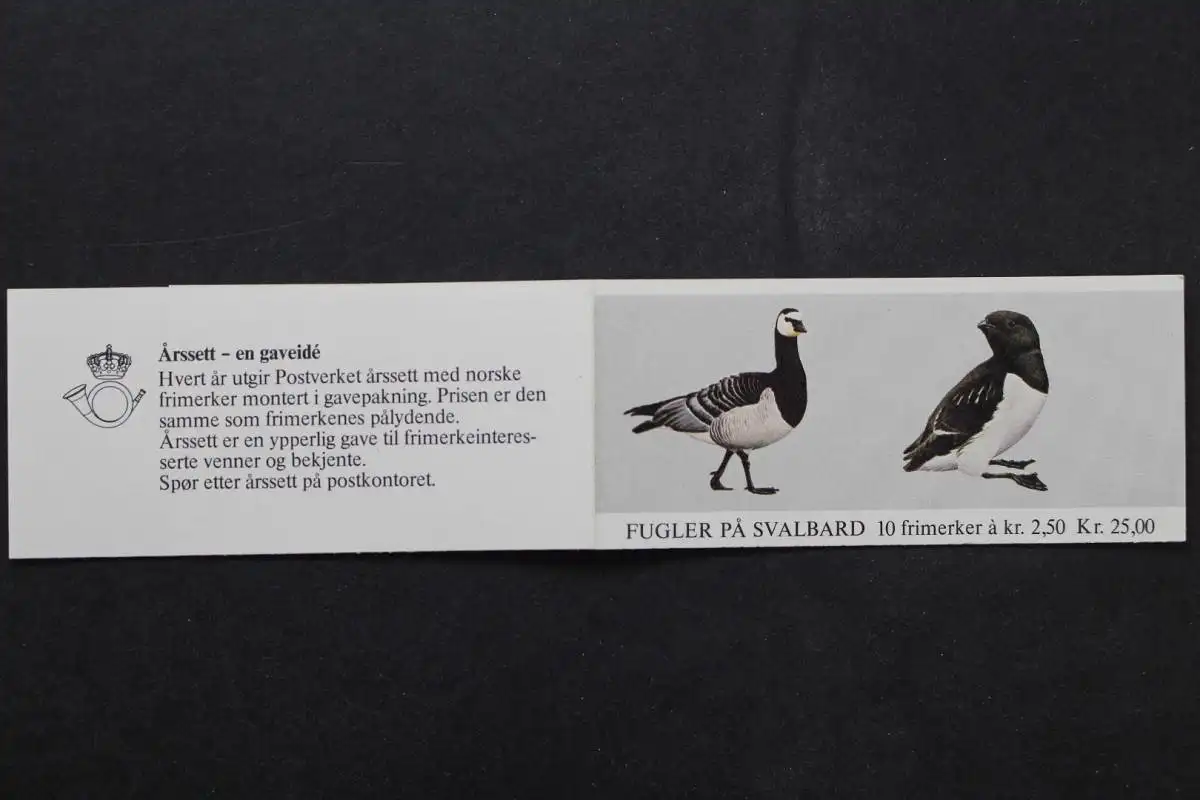 Årssett – en gaveidé
Hvert år utgir Postverket årssett med norske
frimerker montert i gavepakning. Prisen er den
samme som frimerkenes pålydende.
Årssett er en ypperlig gave til frimerkeinteres-
serte venner og bekjente.
Spør etter årssett på postkontoret.
FUGLER PÅ SVALBARD 10 frimerker à kr. 2,50 Kr. 25,00